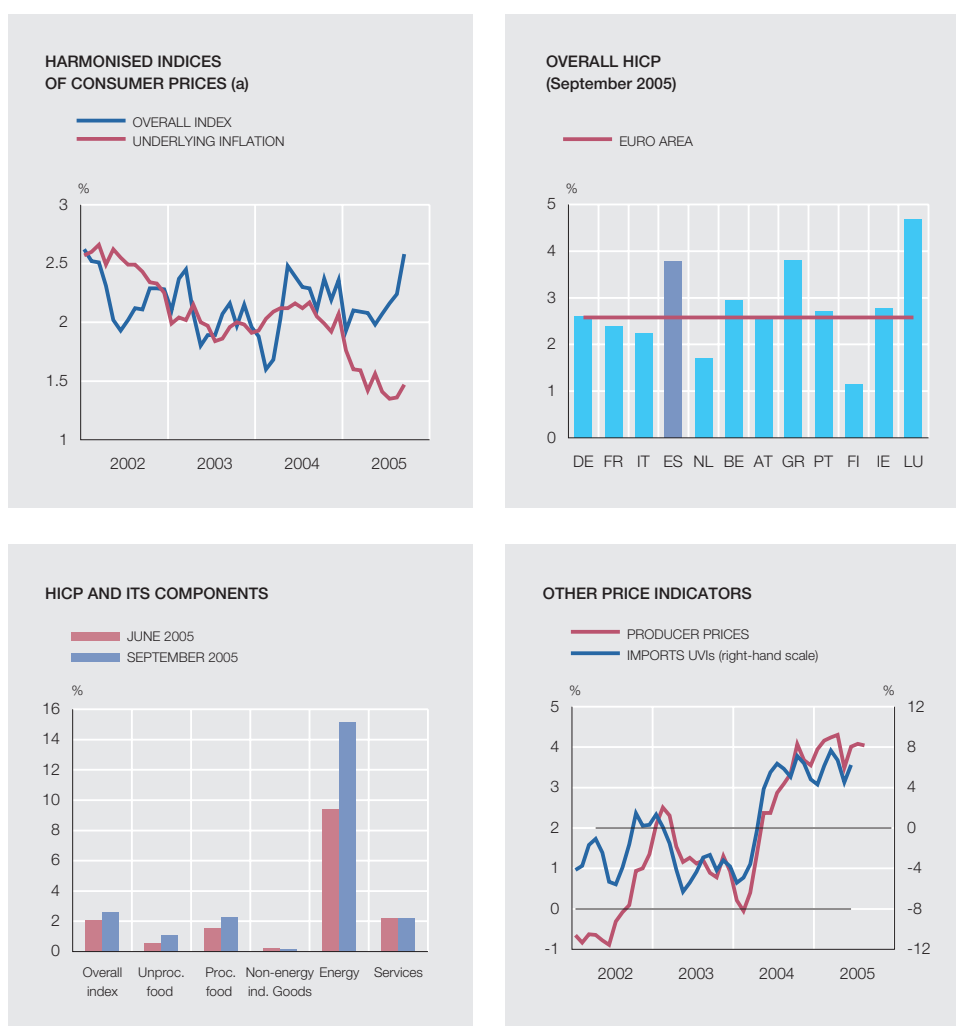 HARMONISED INDICES
OF CONSUMER PRICES (a)
OVERALL INDEX
UNDERLYING INFLATION
%
3
2.5
2
1.5
1
2002 2003 2004 2005
OVERALL HICP
(September 2005)
EURO AREA
%
5
4
3
2
1
0
DE FR IT ES NL BE AT GR PT FI IE LU
HICP AND ITS COMPONENTS
JUNE 2005
SEPTEMBER 2005
%
16
14
12
10
8
6
4
2
0
Overall Unproc. Proc. Non-energy Energy Services
index food food ind. Goods
OTHER PRICE INDICATORS
PRODUCER PRICES
IMPORTS UVIs (right-hand scale)
% %
5 12
4 8
3 4
2 0
1 -4
0 -8
-1 -12
2002 2003 2004 2005